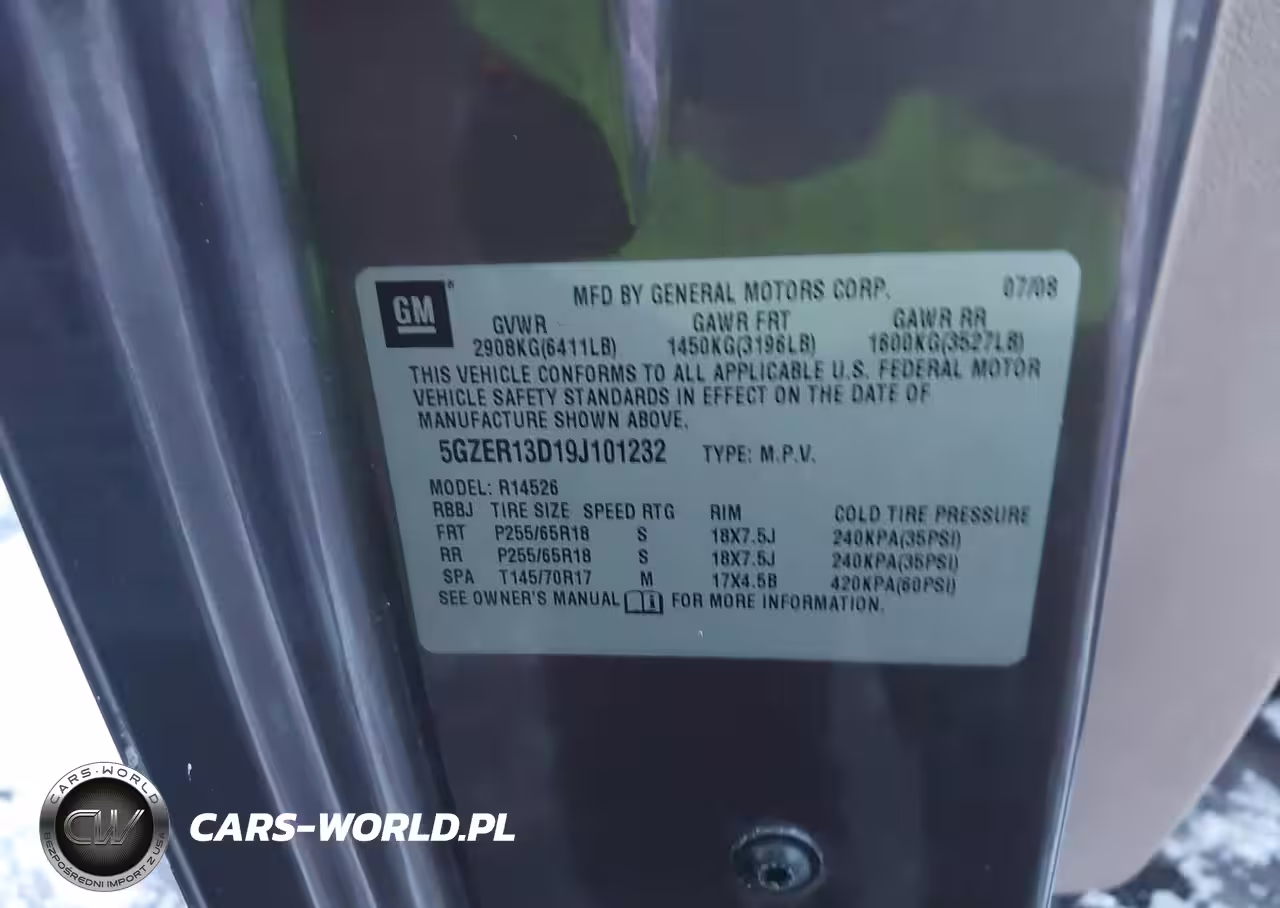 GM
MFD BY GENERAL MOTORS CORP. 07/08
GVWR GAWR FRT GAWR RR
2908KG(6411LB) 1450KG(3196LB) 1600KG(3527LB)
THIS VEHICLE CONFORMS TO ALL APPLICABLE U.S. FEDERAL MOTOR
VEHICLE SAFETY STANDARDS IN EFFECT ON THE DATE OF
MANUFACTURE SHOWN ABOVE.
5GZER13D19J101232 TYPE: M.P.V.
MODEL: R14526
RBBJ TIRE SIZE SPEED RTG RIM COLD TIRE PRESSURE
FRT P255/65R18 S 18X7.5J 240KPA(35PSI)
RR P255/65R18 S 18X7.5J 240KPA(35PSI)
SPA T145/70R17 M 17X4.5B 420KPA(60PSI)
SEE OWNER'S MANUAL FOR MORE INFORMATION.
CARS-WORLD
CW
BEZPOŚREDNI IMPORT Z USA
CARS-WORLD.PL